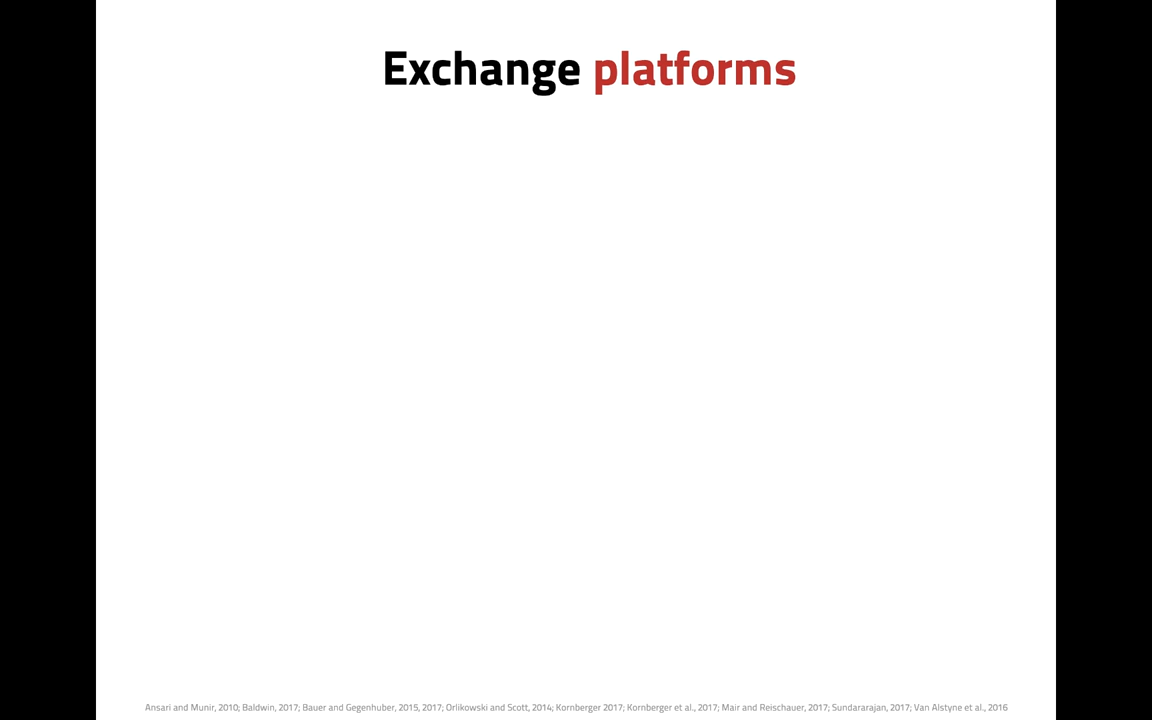 Exchange platforms
Ansari and Munir, 2010; Baldwin, 2017; Bauer and Gegenhuber, 2015, 2017; Orlikowski and Scott, 2014; Kornberger 2017; Kornberger et al., 2017; Mair and Reischauer, 2017; Sundararajan, 2017; Van Alstyne et al., 2016